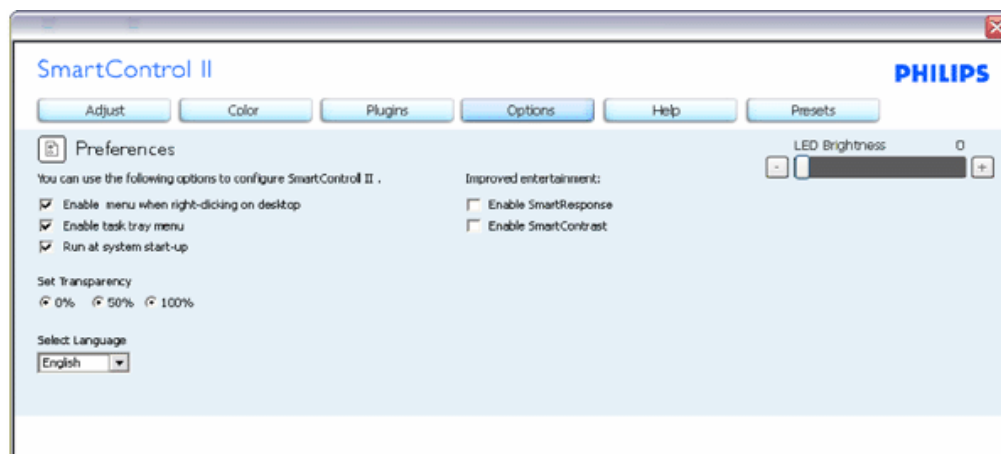 SmartControl II
PHILIPS
Adjust Color Plugins Options Help Presets
Preferences
LED Brightness 0
- +
You can use the following options to configure SmartControl II .
Enable menu when right-clicking on desktop
Enable task tray menu
Run at system start-up
Improved entertainment:
Enable SmartResponse
Enable SmartContrast
Set Transparency
0% 50% 100%
Select Language
English